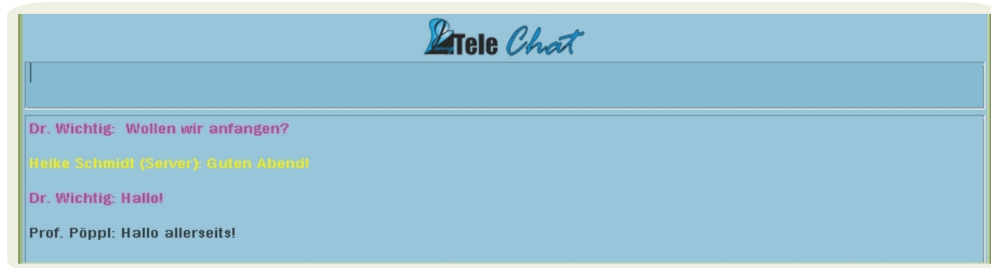 Tele Chat
Dr. Wichtig:  Wollen wir anfangen?
Heike Schmidt (Server): Guten Abend!
Dr. Wichtig: Hallo!
Prof. Pöppl: Hallo allerseits!